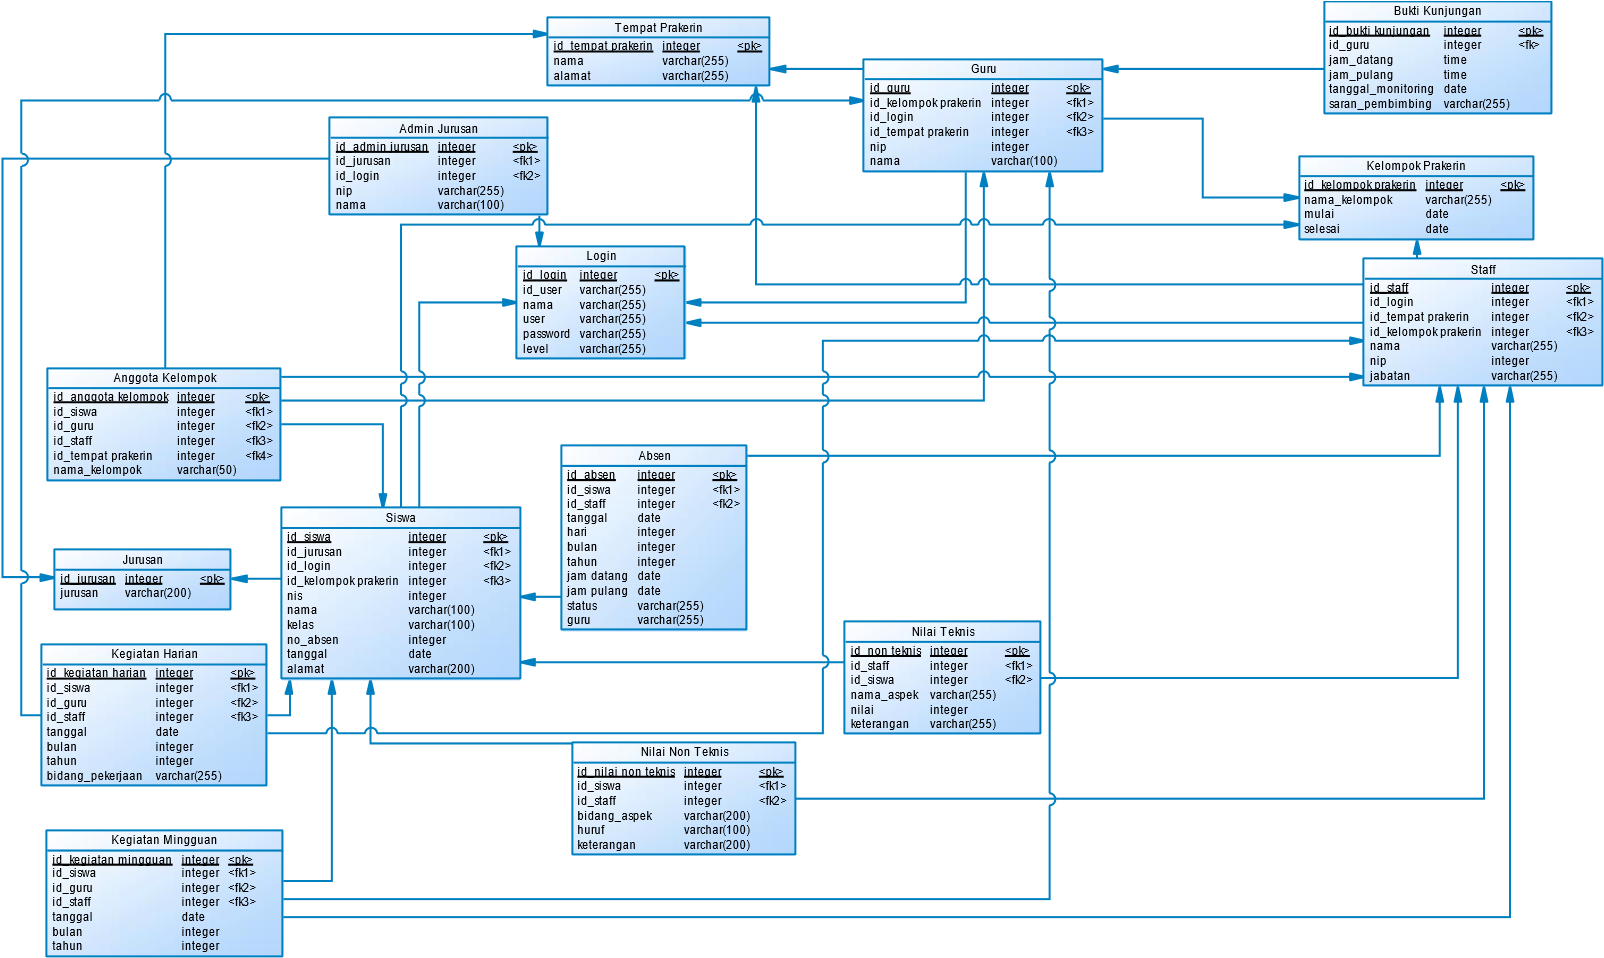 Tempat Prakerin
id_tempat prakerin integer <pk>
nama varchar(255)
alamat varchar(255)
Bukti Kunjungan
id_bukti kunjungan integer <pk>
id_guru integer <fk>
jam_datang time
jam_pulang time
tanggal_monitoring date
saran_pembimbing varchar(255)
Guru
id_guru integer <pk>
id_kelompok prakerin integer <fk1>
id_login integer <fk2>
id_tempat prakerin integer <fk3>
nip integer
nama varchar(100)
Admin Jurusan
id_admin jurusan integer <pk>
id_jurusan integer <fk1>
id_login integer <fk2>
nip varchar(255)
nama varchar(100)
Kelompok Prakerin
id_kelompok prakerin integer <pk>
nama_kelompok varchar(255)
mulai date
selesai date
Login
id_login integer <pk>
id_user varchar(255)
nama varchar(255)
user varchar(255)
password varchar(255)
level varchar(255)
Staff
id_staff integer <pk>
id_login integer <fk1>
id_tempat prakerin integer <fk2>
id_kelompok prakerin integer <fk3>
nama varchar(255)
nip integer
jabatan varchar(255)
Anggota Kelompok
id_anggota kelompok integer <pk>
id_siswa integer <fk1>
id_guru integer <fk2>
id_staff integer <fk3>
id_tempat prakerin integer <fk4>
nama_kelompok varchar(50)
Absen
id_absen integer <pk>
id_siswa integer <fk1>
id_staff integer <fk2>
tanggal date
hari integer
bulan integer
tahun integer
jam datang date
jam pulang date
status varchar(255)
guru varchar(255)
Siswa
id_siswa integer <pk>
id_jurusan integer <fk1>
id_login integer <fk2>
id_kelompok prakerin integer <fk3>
nis integer
nama varchar(100)
kelas varchar(100)
no_absen integer
tanggal date
alamat varchar(200)
Jurusan
id_jurusan integer <pk>
jurusan varchar(200)
Nilai Teknis
id_non teknis integer <pk>
id_staff integer <fk1>
id_siswa integer <fk2>
nama_aspek varchar(255)
nilai integer
keterangan varchar(255)
Kegiatan Harian
id_kegiatan harian integer <pk>
id_siswa integer <fk1>
id_guru integer <fk2>
id_staff integer <fk3>
tanggal date
bulan integer
tahun integer
bidang_pekerjaan varchar(255)
Nilai Non Teknis
id_nilai non teknis integer <pk>
id_siswa integer <fk1>
id_staff integer <fk2>
bidang_aspek varchar(200)
huruf varchar(100)
keterangan varchar(200)
Kegiatan Mingguan
id_kegiatan mingguan integer <pk>
id_siswa integer <fk1>
id_guru integer <fk2>
id_staff integer <fk3>
tanggal date
bulan integer
tahun integer